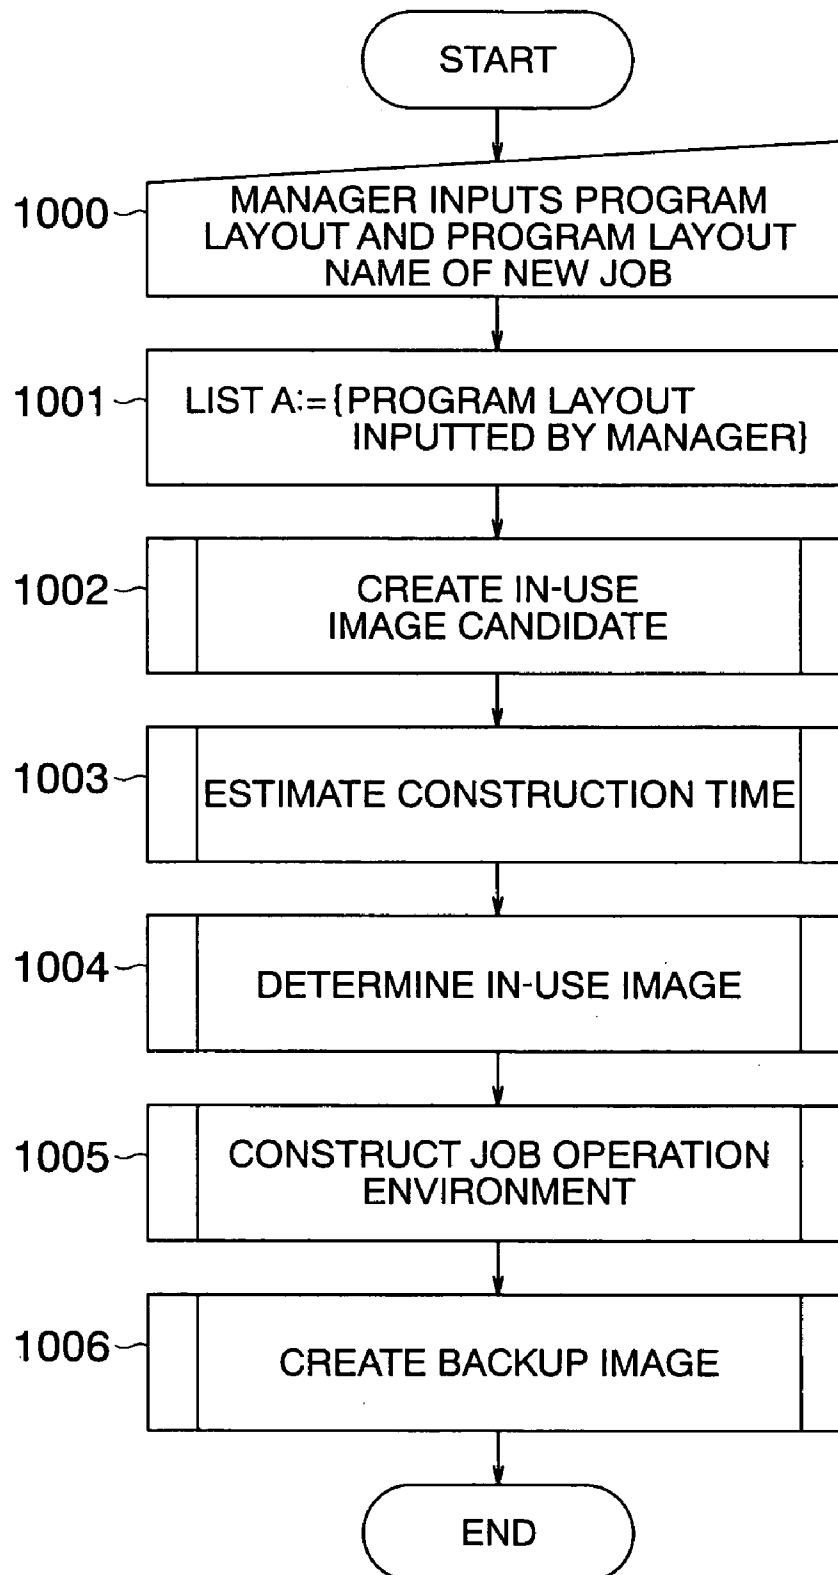 START
1000
MANAGER INPUTS PROGRAM
LAYOUT AND PROGRAM LAYOUT
NAME OF NEW JOB
1001
LIST A:={PROGRAM LAYOUT
INPUTTED BY MANAGER}
1002
CREATE IN-USE
IMAGE CANDIDATE
1003
ESTIMATE CONSTRUCTION TIME
1004
DETERMINE IN-USE IMAGE
1005
CONSTRUCT JOB OPERATION
ENVIRONMENT
1006
CREATE BACKUP IMAGE
END